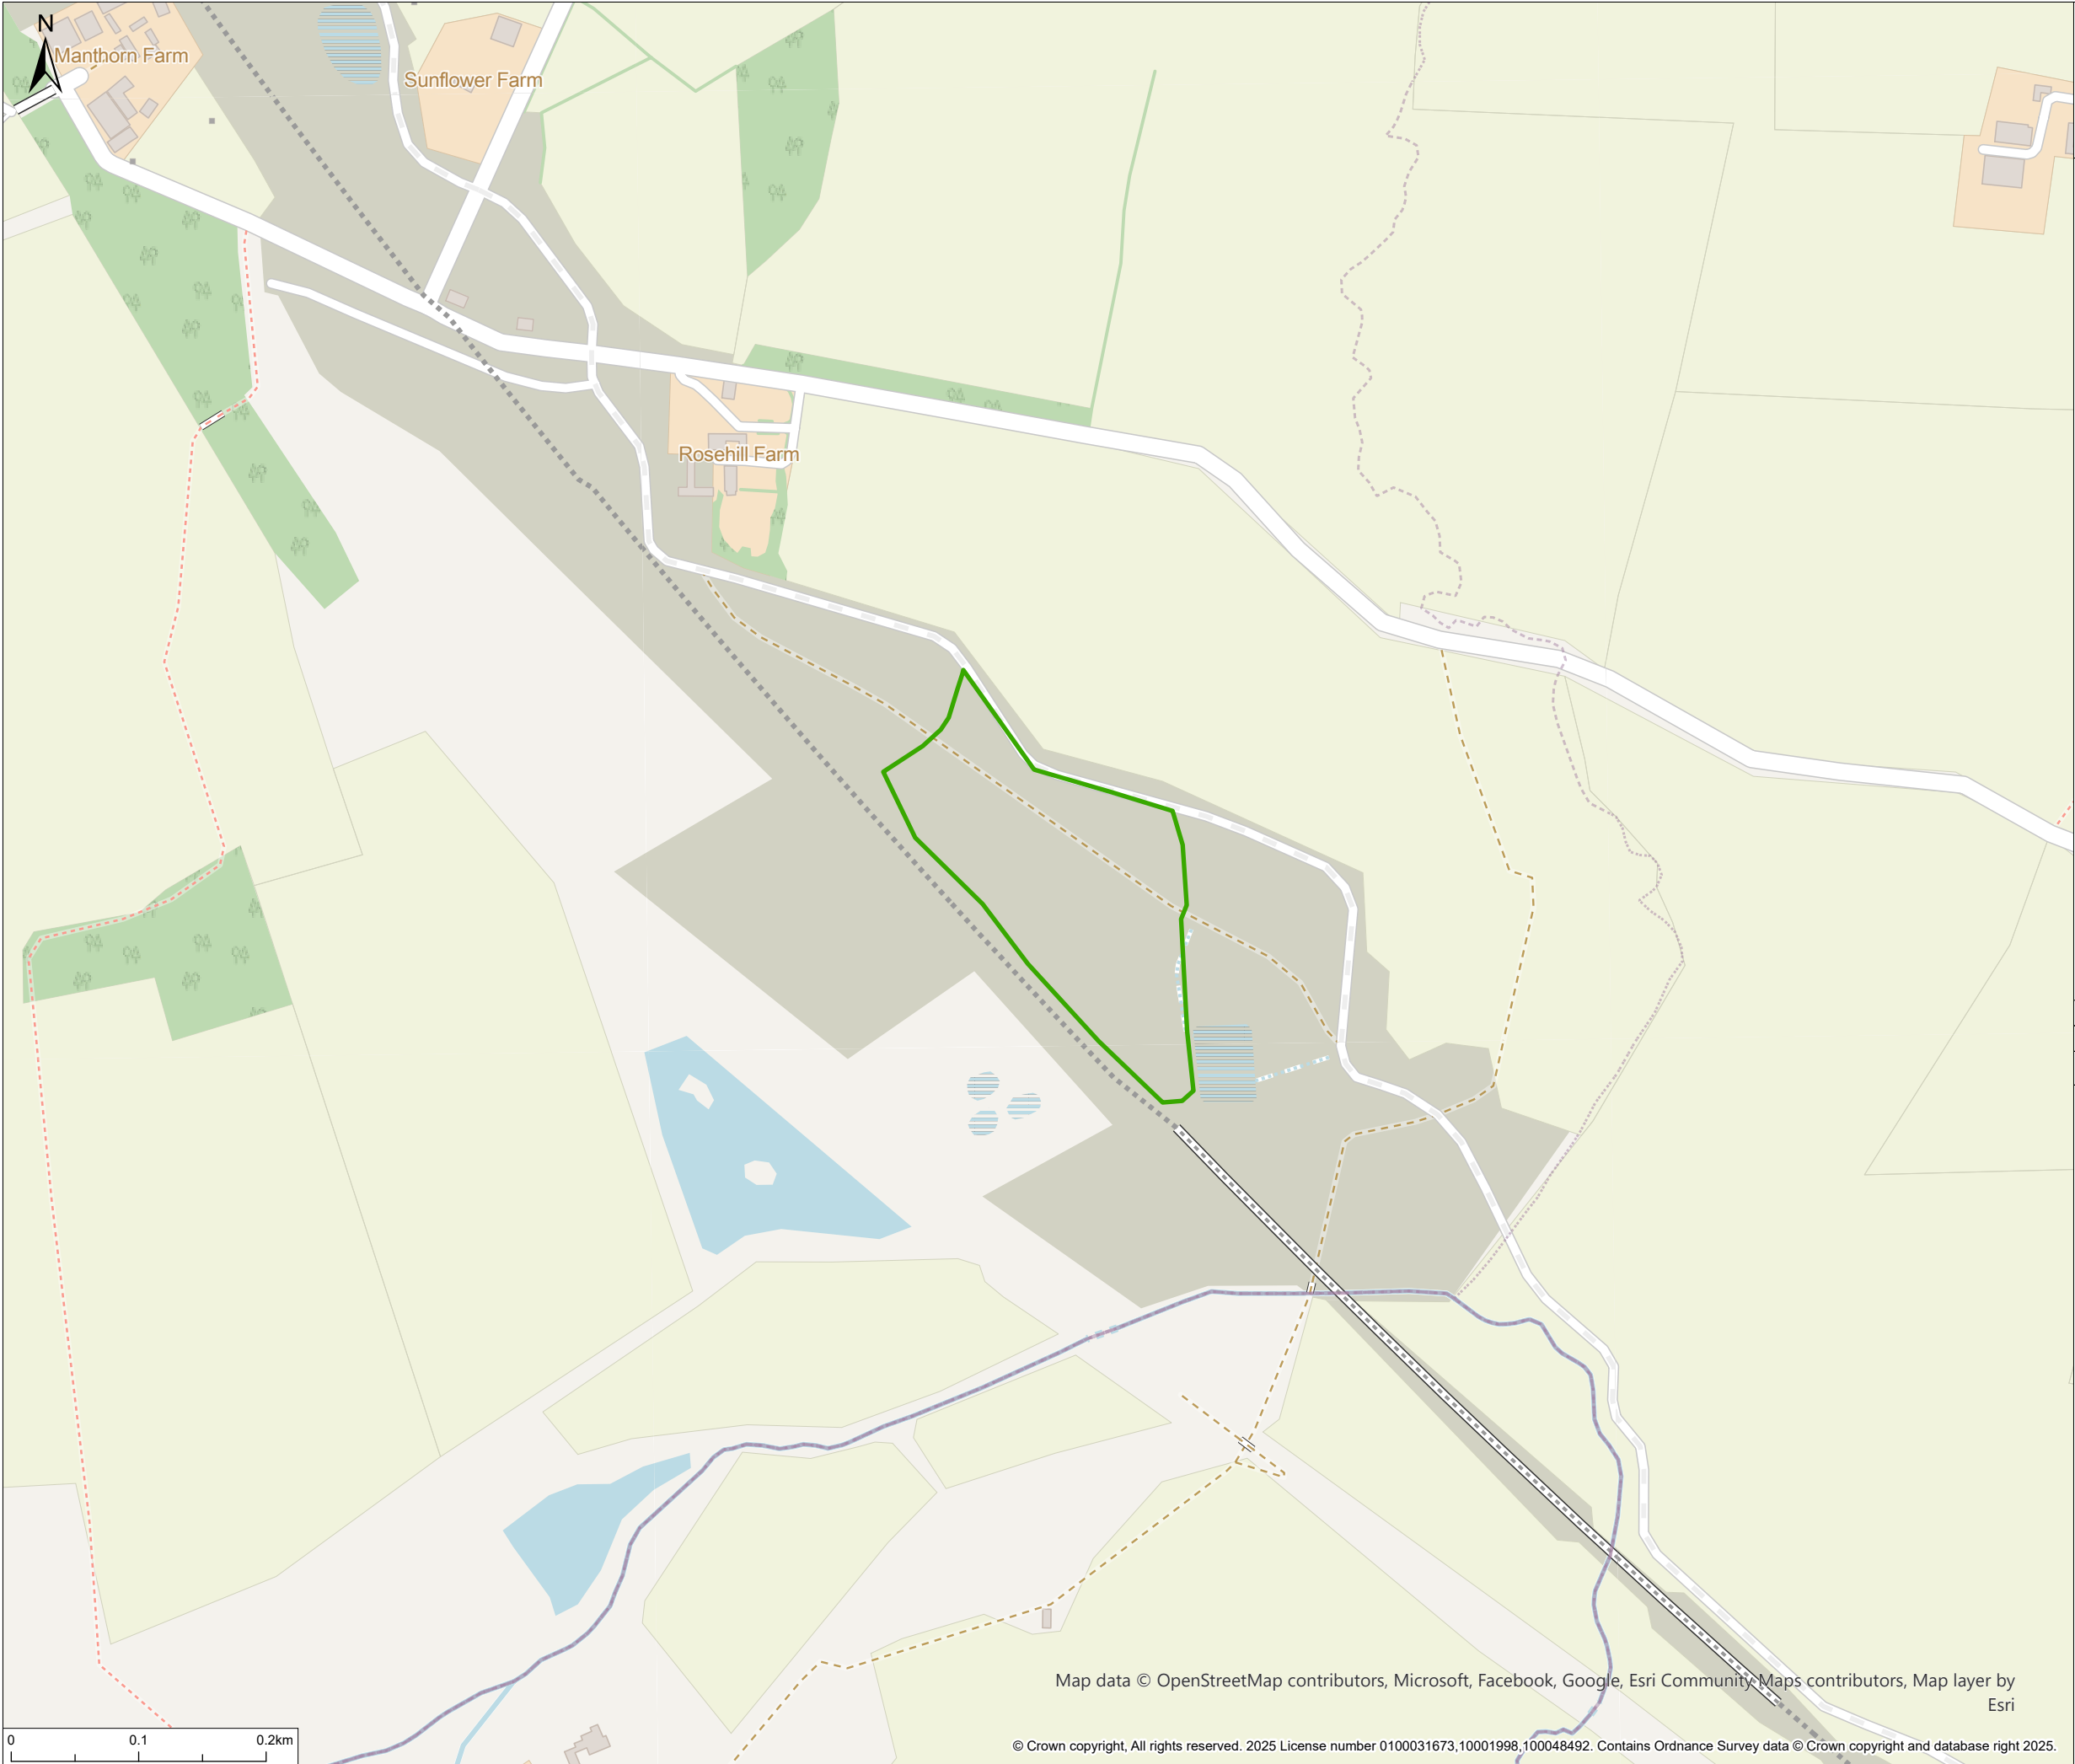 N
Manthorn Farm
Sunflower Farm
Rosehill Farm
Map data © OpenStreetMap contributors, Microsoft, Facebook, Google, Esri Community Maps contributors, Map layer by
Esri
0 0.1 0.2km
© Crown copyright, All rights reserved. 2025 License number 0100031673,10001998,100048492. Contains Ordnance Survey data © Crown copyright and database right 2025.